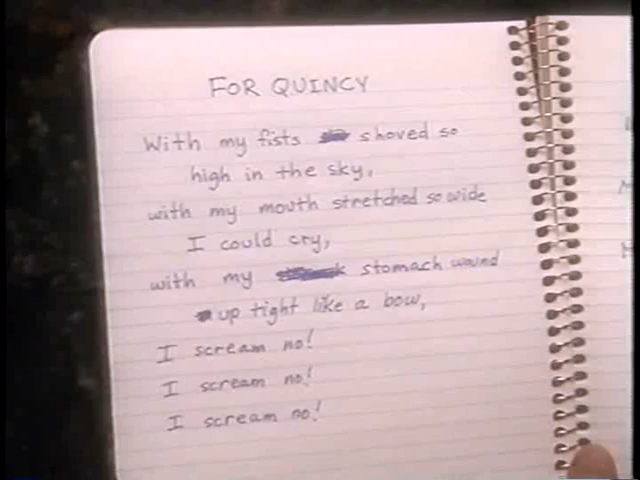 FOR QUINCY
With my fists shoved so
high in the sky,
with my mouth stretched so wide
I could cry,
with my stomach wound
up tight like a bow,
I scream no!
I scream no!
I scream no!